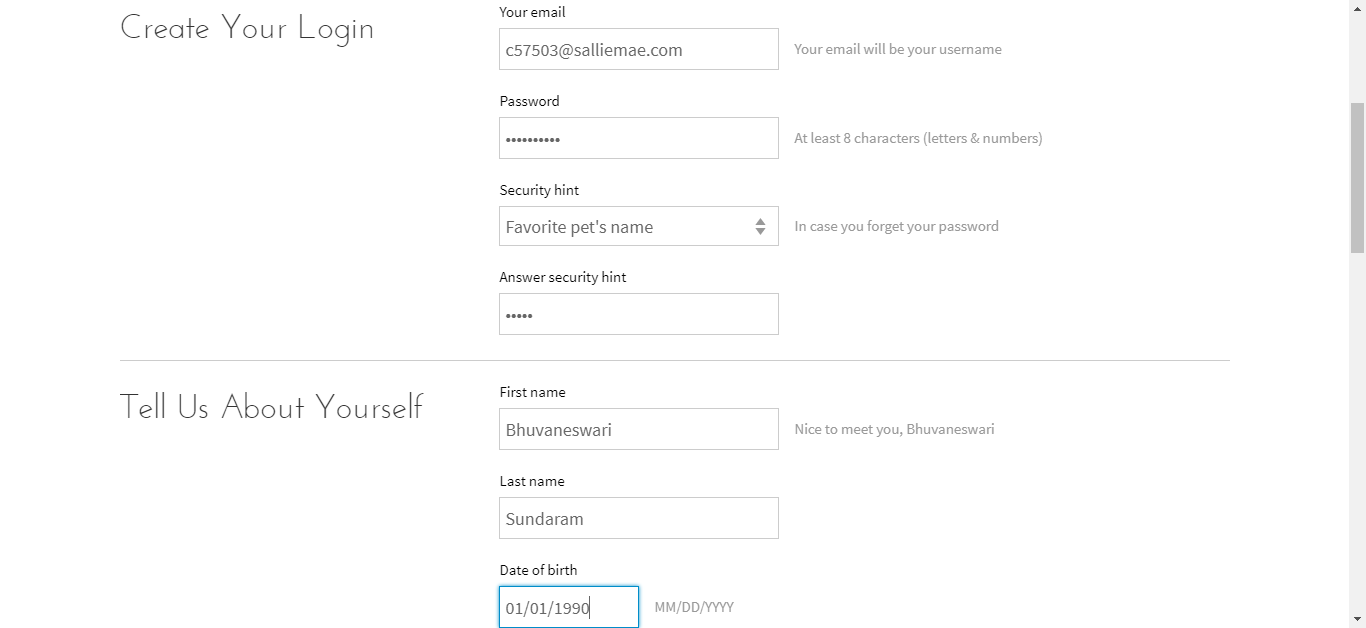 Create Your Login
Your email
c57503@salliemae.com
Your email will be your username
Password
••••••••••
At least 8 characters (letters & numbers)
Security hint
Favorite pet's name
In case you forget your password
Answer security hint
•••••
Tell Us About Yourself
First name
Bhuvaneswari
Nice to meet you, Bhuvaneswari
Last name
Sundaram
Date of birth
01/01/1990
MM/DD/YYYY